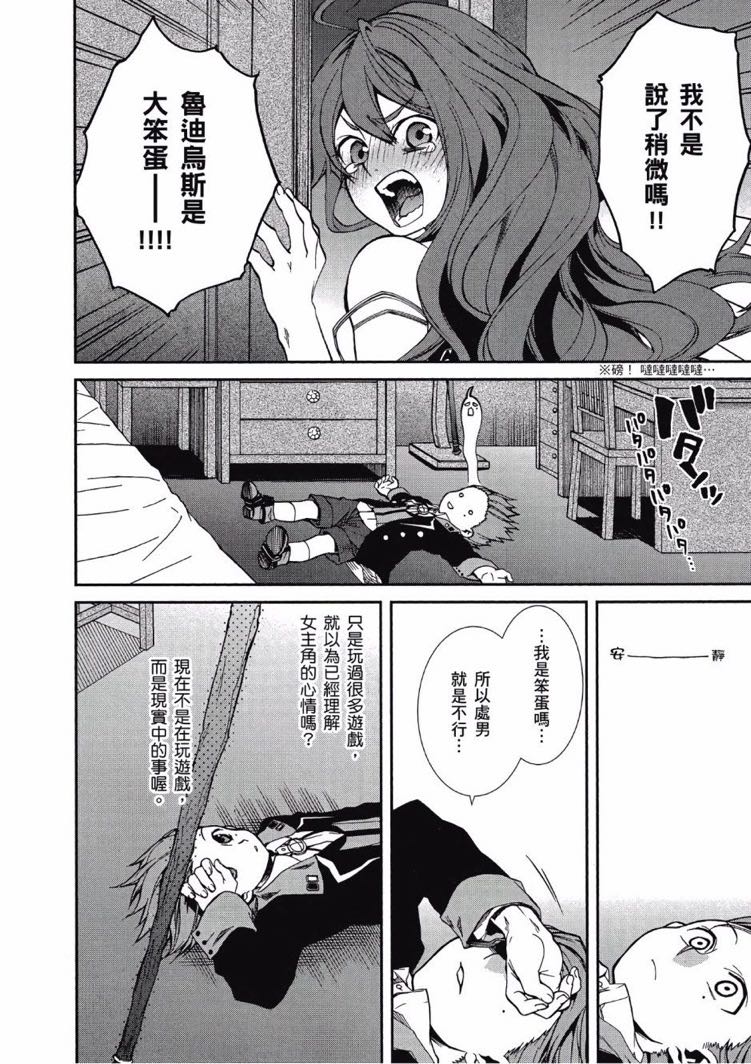 我不是
說了稍微嗎!!
魯迪烏斯是
大笨蛋——
!!!!
※磅！噠噠噠噠噠…
バタンッ
パタパタパタパタ…
安——靜
…我是笨蛋嗎…
所以處男
就是不行…
只是玩過很多遊戲，
就以為已經理解
女主角的心情嗎？
現在不是在玩遊戲，
而是現實中的事喔。